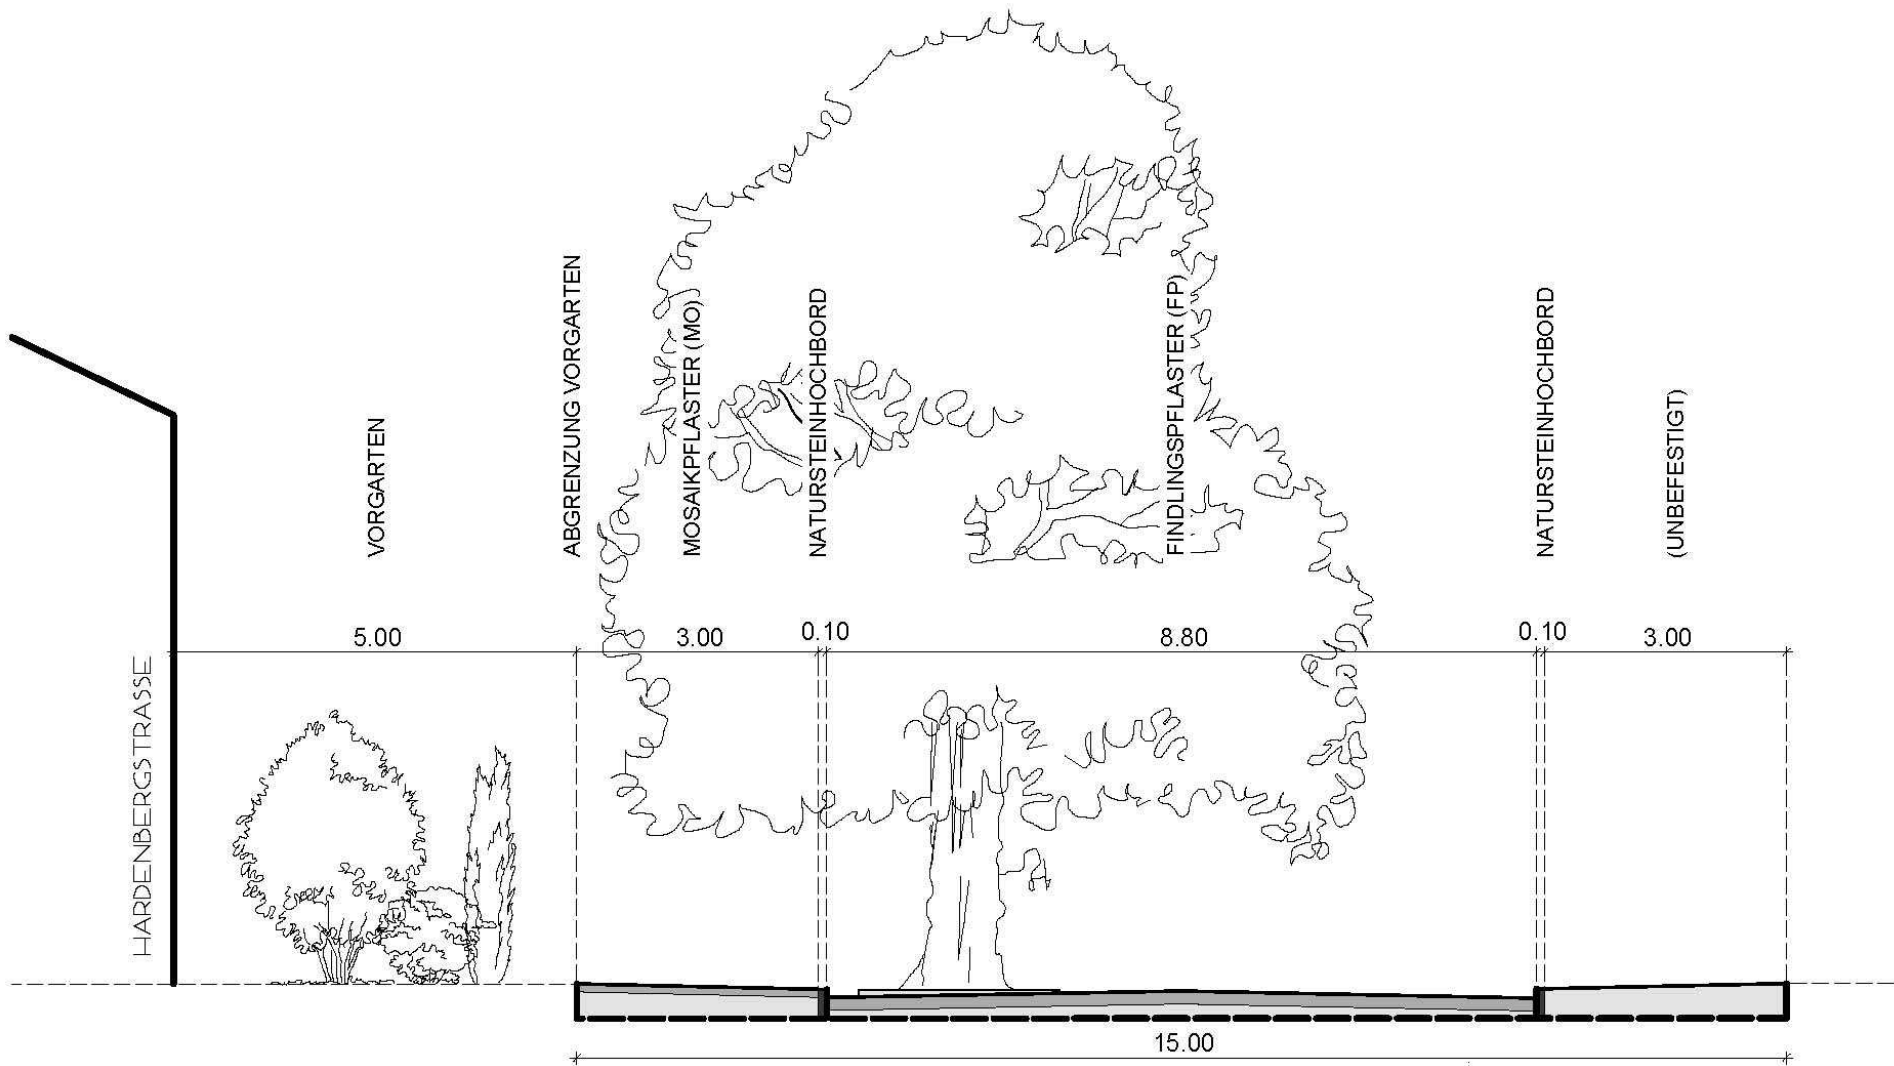 VORGARTEN
ABGRENZUNG VORGARTEN
MOSAIKPFLASTER (MO)
NATURSTEINHOCHBORD
FINDLINGSPFLASTER (FP)
NATURSTEINHOCHBORD
(UNBEFESTIGT)
5.00
3.00
0.10
8.80
0.10
3.00
HARDENBERGSTRASSE
15.00